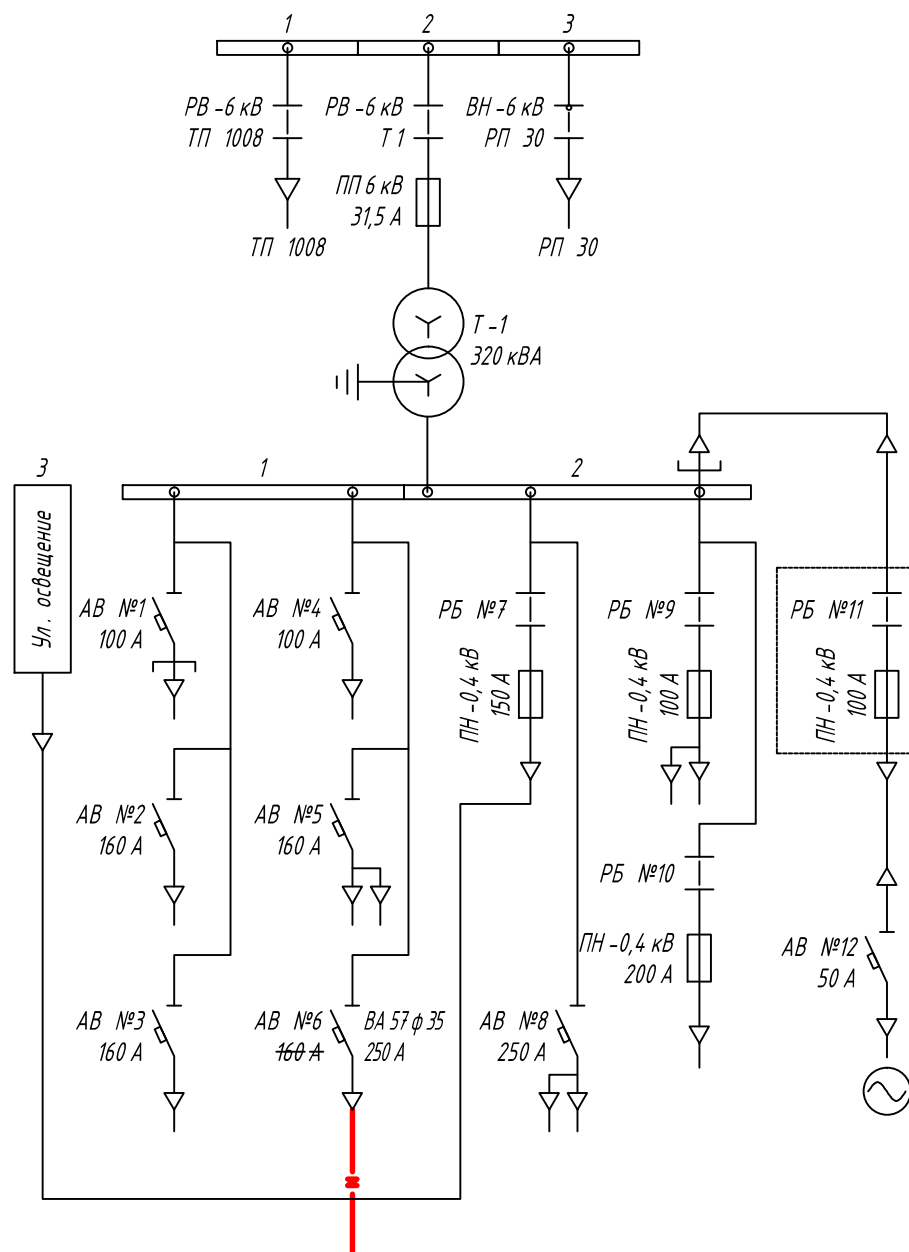 1
2
3
РВ -6 кВ
ТП 1008
РВ -6 кВ
Т 1
ВН -6 кВ
РП 30
ПП 6 кВ
31,5 А
ТП 1008
РП 30
Т -1
320 кВА
3
1
2
Ул. освещение
АВ №1
100 А
АВ №4
100 А
РБ №7
ПН -0,4 кВ
150 А
РБ №9
ПН -0,4 кВ
100 А
РБ №11
ПН -0,4 кВ
100 А
АВ №2
160 А
АВ №5
160 А
РБ №10
ПН -0,4 кВ
200 А
АВ №12
50 А
АВ №3
160 А
АВ №6
160 А
ВА 57 ф 35
250 А
АВ №8
250 А